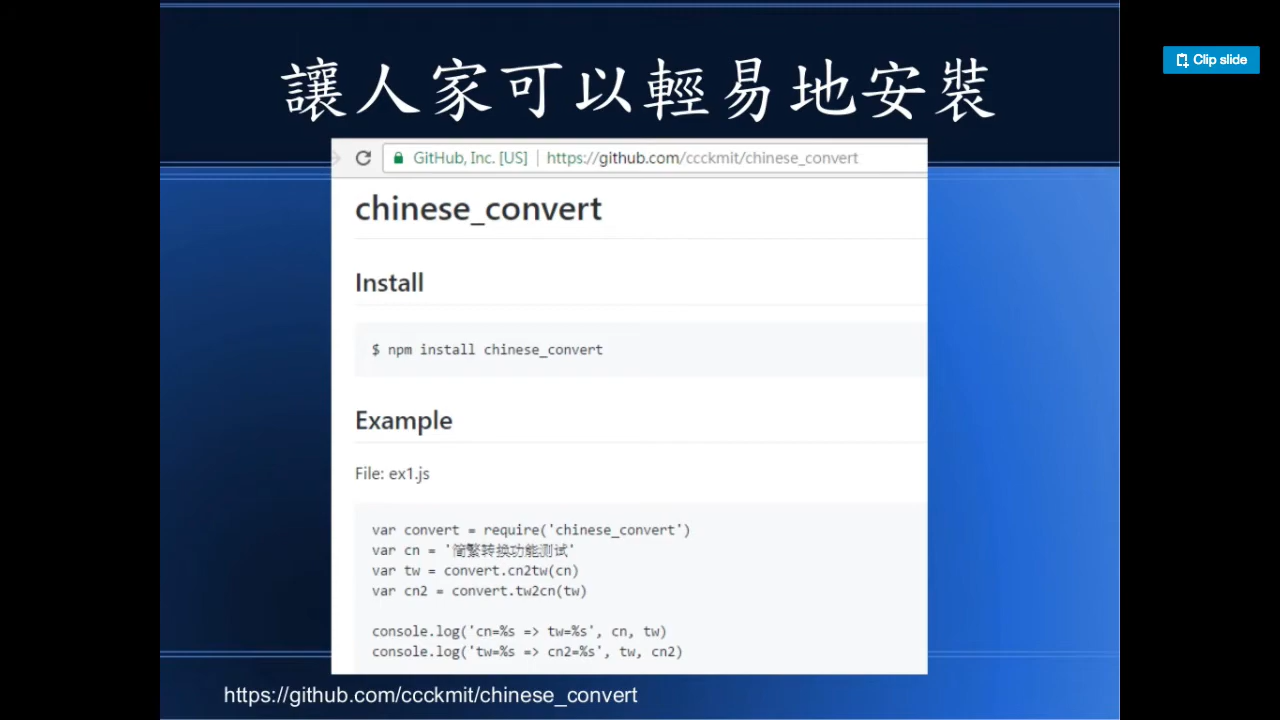 Clip slide
讓人家可以輕易地安裝
GitHub, Inc. [US] | https://github.com/ccckmit/chinese_convert
chinese_convert
Install
$ npm install chinese_convert
Example
File: ex1.js
var convert = require('chinese_convert')
var cn = '简繁转换功能测试'
var tw = convert.cn2tw(cn)
var cn2 = convert.tw2cn(tw)
console.log('cn=%s => tw=%s', cn, tw)
console.log('tw=%s => cn2=%s', tw, cn2)
https://github.com/ccckmit/chinese_convert